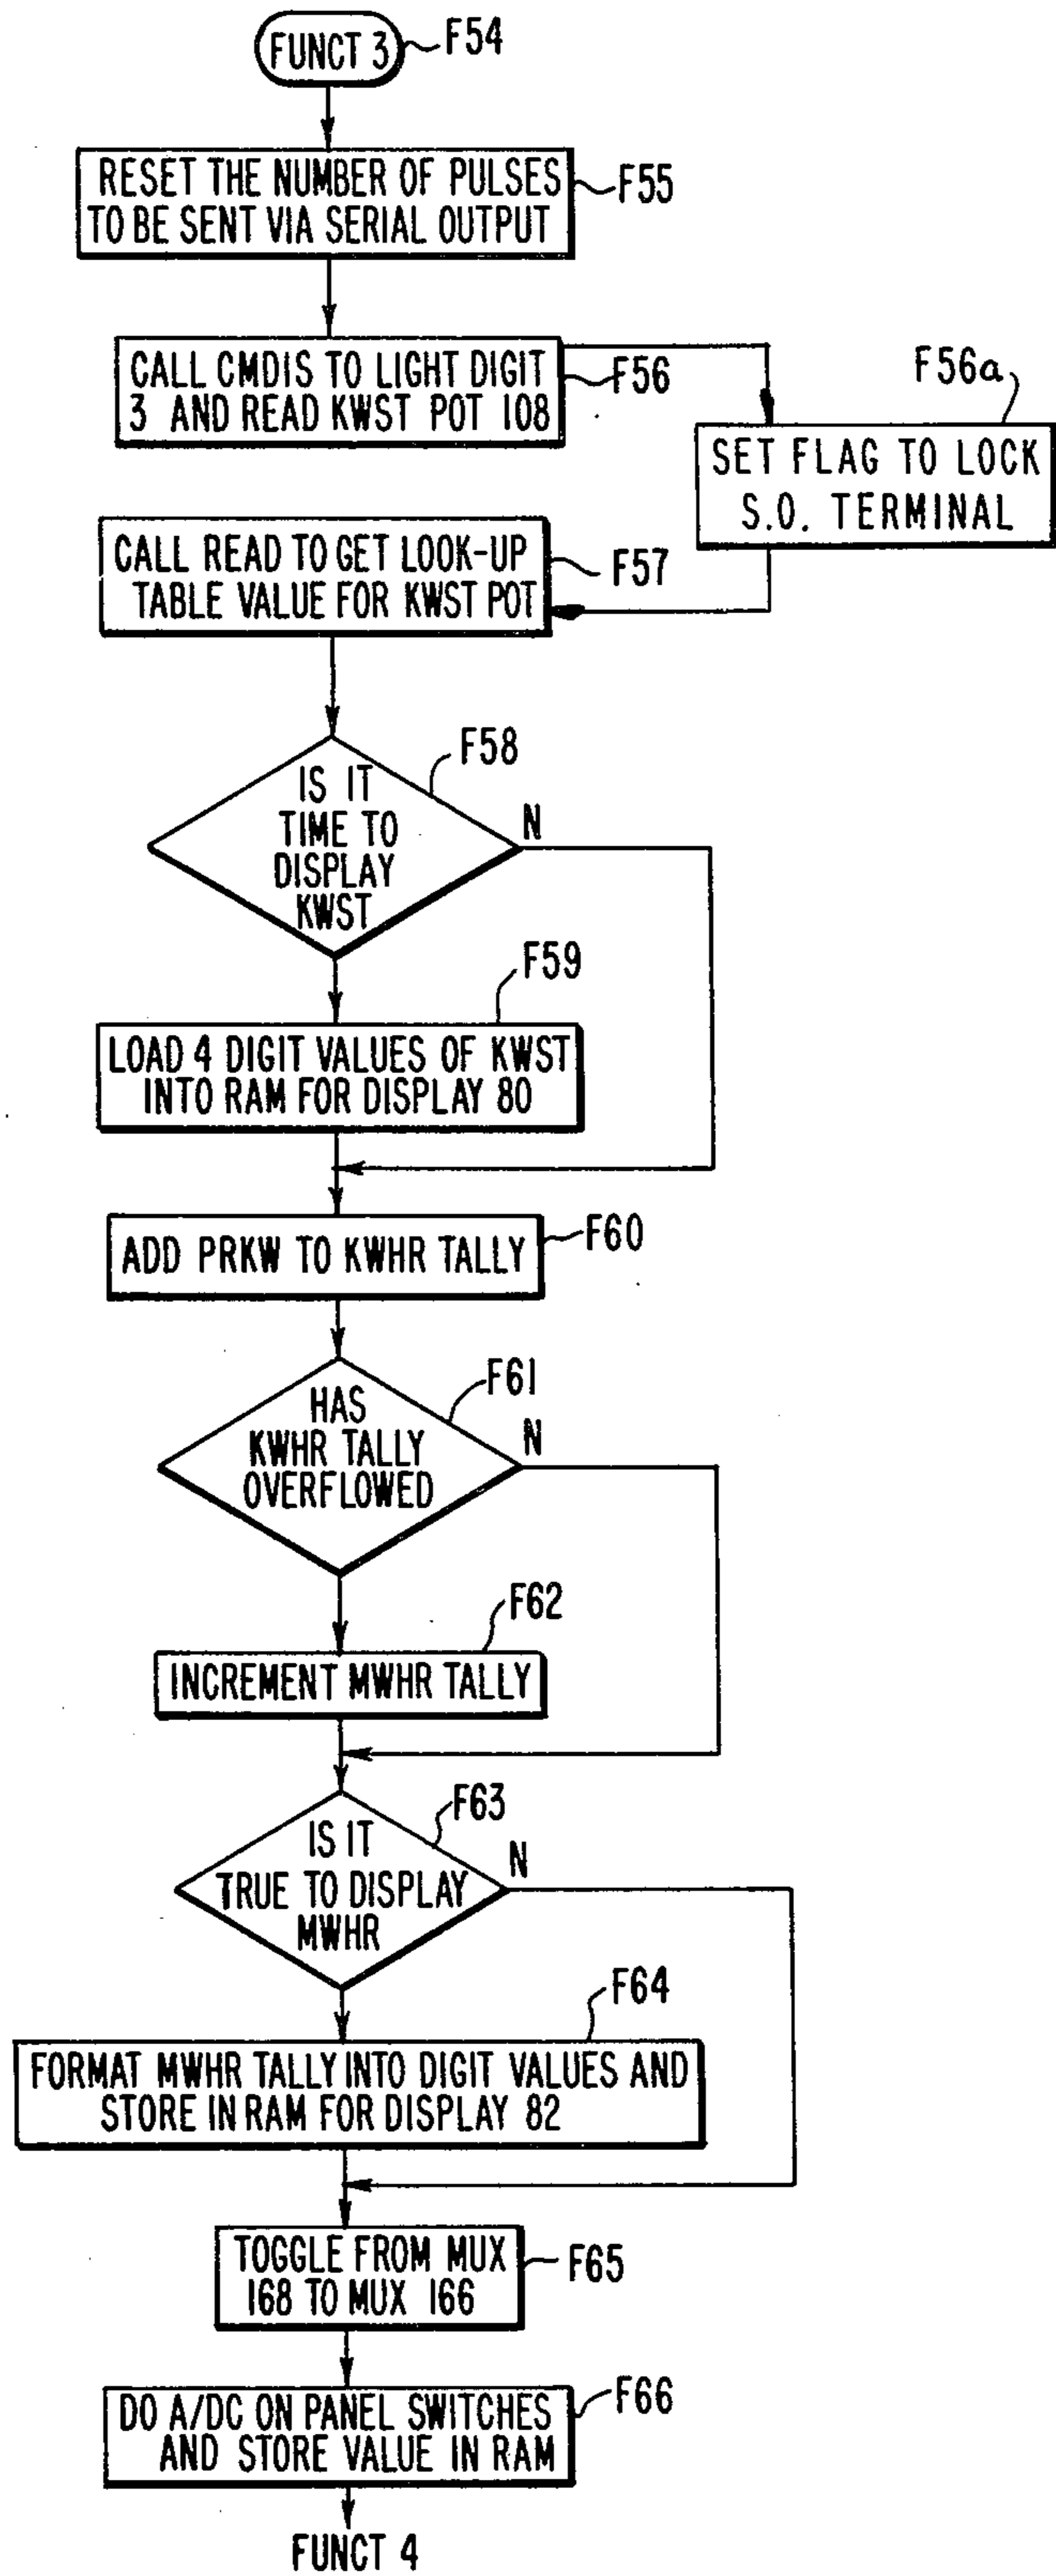 FUNCT 3
F54
RESET THE NUMBER OF PULSES
TO BE SENT VIA SERIAL OUTPUT
F55
CALL CMDIS TO LIGHT DIGIT
3 AND READ KWST POT 108
F56
F56a
SET FLAG TO LOCK
S.O. TERMINAL
CALL READ TO GET LOOK-UP
TABLE VALUE FOR KWST POT
F57
F58
IS IT
TIME TO
DISPLAY
KWST
N
F59
LOAD 4 DIGIT VALUES OF KWST
INTO RAM FOR DISPLAY 80
ADD PRKW TO KWHR TALLY
F60
F61
HAS
KWHR TALLY
OVERFLOWED
N
F62
INCREMENT MWHR TALLY
F63
IS IT
TRUE TO DISPLAY
MWHR
N
F64
FORMAT MWHR TALLY INTO DIGIT VALUES AND
STORE IN RAM FOR DISPLAY 82
TOGGLE FROM MUX
168 TO MUX 166
F65
DO A/DC ON PANEL SWITCHES
AND STORE VALUE IN RAM
F66
FUNCT 4